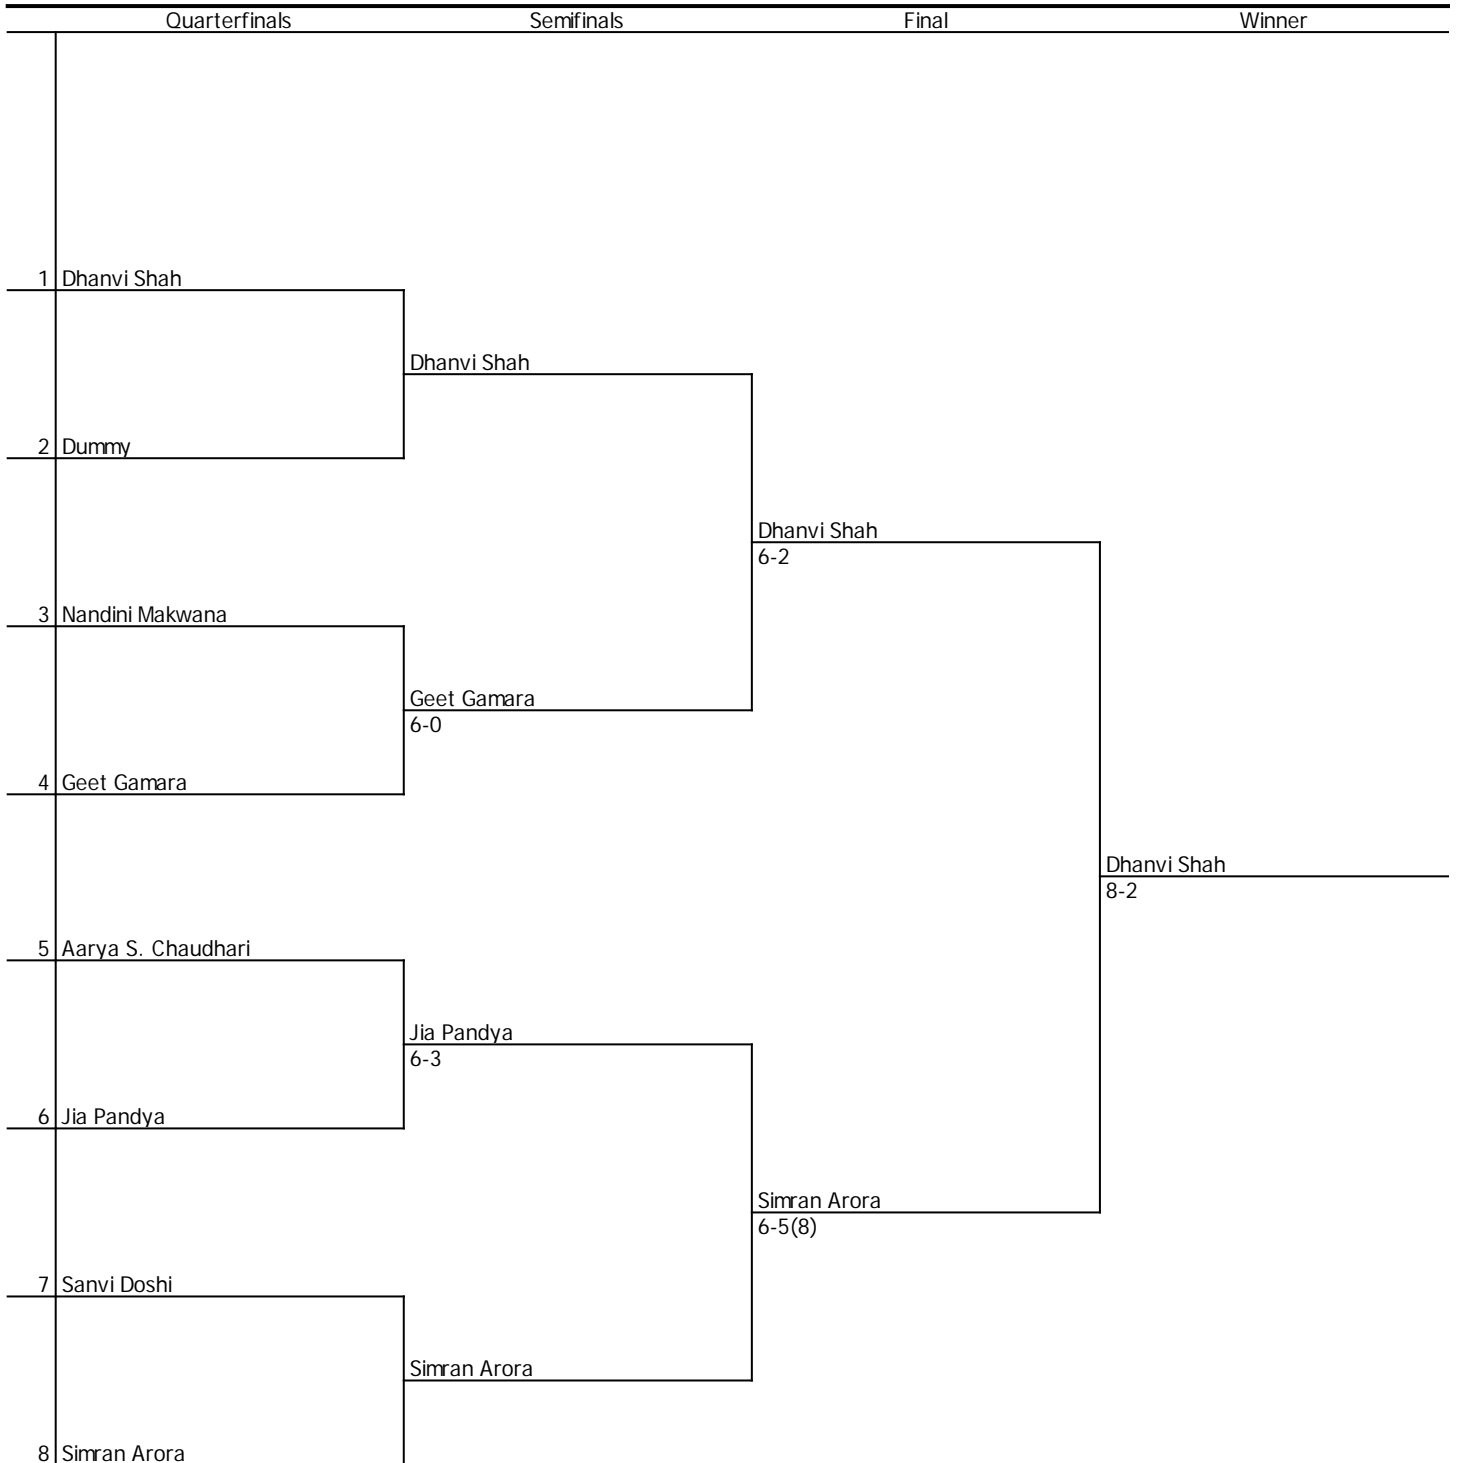 Quarterfinals Semifinals Final Winner
1 Dhanvi Shah
Dhanvi Shah
2 Dummy
Dhanvi Shah
6-2
3 Nandini Makwana
Geet Gamara
6-0
4 Geet Gamara
Dhanvi Shah
8-2
5 Aarya S. Chaudhari
Jia Pandya
6-3
6 Jia Pandya
Simran Arora
6-5(8)
7 Sanvi Doshi
Simran Arora
8 Simran Arora